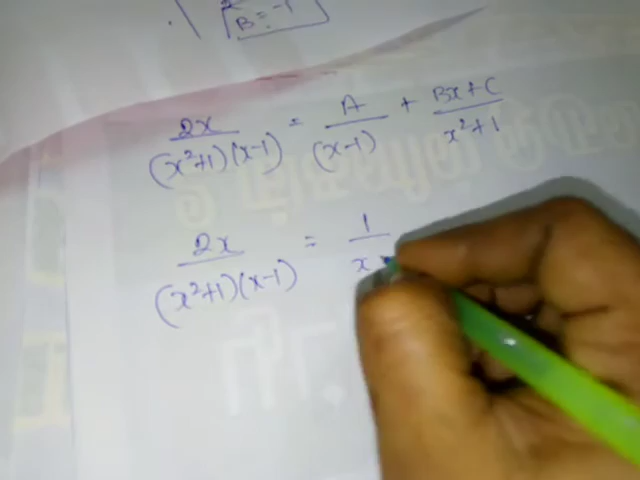 B = -1
2x/(x²+1)(x-1) = A/(x-1) + Bx+C/x²+1
2x/(x²+1)(x-1) = 1/x